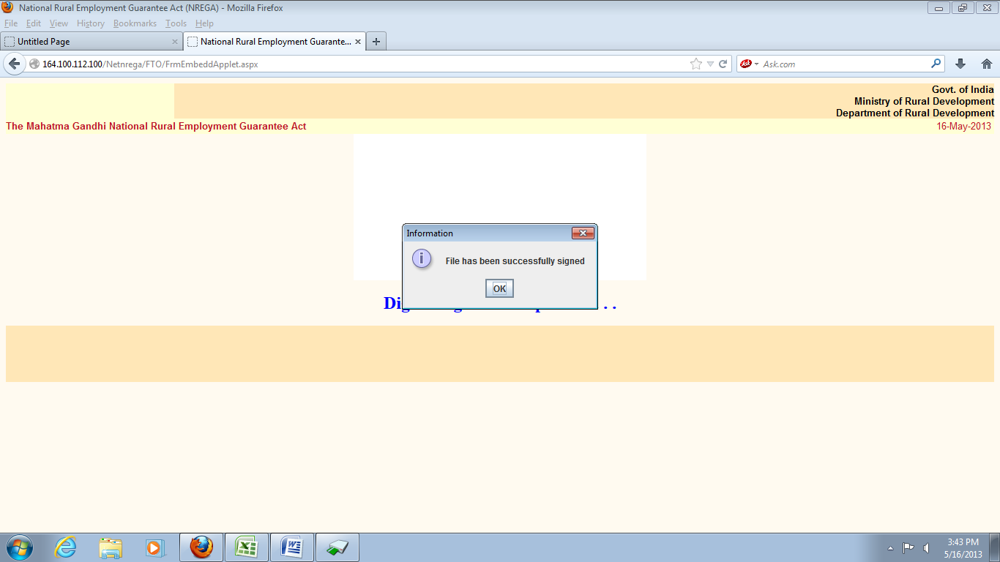 National Rural Employment Guarantee Act (NREGA) - Mozilla Firefox
File Edit View History Bookmarks Tools Help
Untitled Page
National Rural Employment Guarante...
164.100.112.100/Netnrega/FTO/FrmEmbeddApplet.aspx
Ask
Ask.com
Govt. of India
Ministry of Rural Development
Department of Rural Development
The Mahatma Gandhi National Rural Employment Guarantee Act
16-May-2013
Information
File has been successfully signed
OK
. .
3:43 PM
5/16/2013